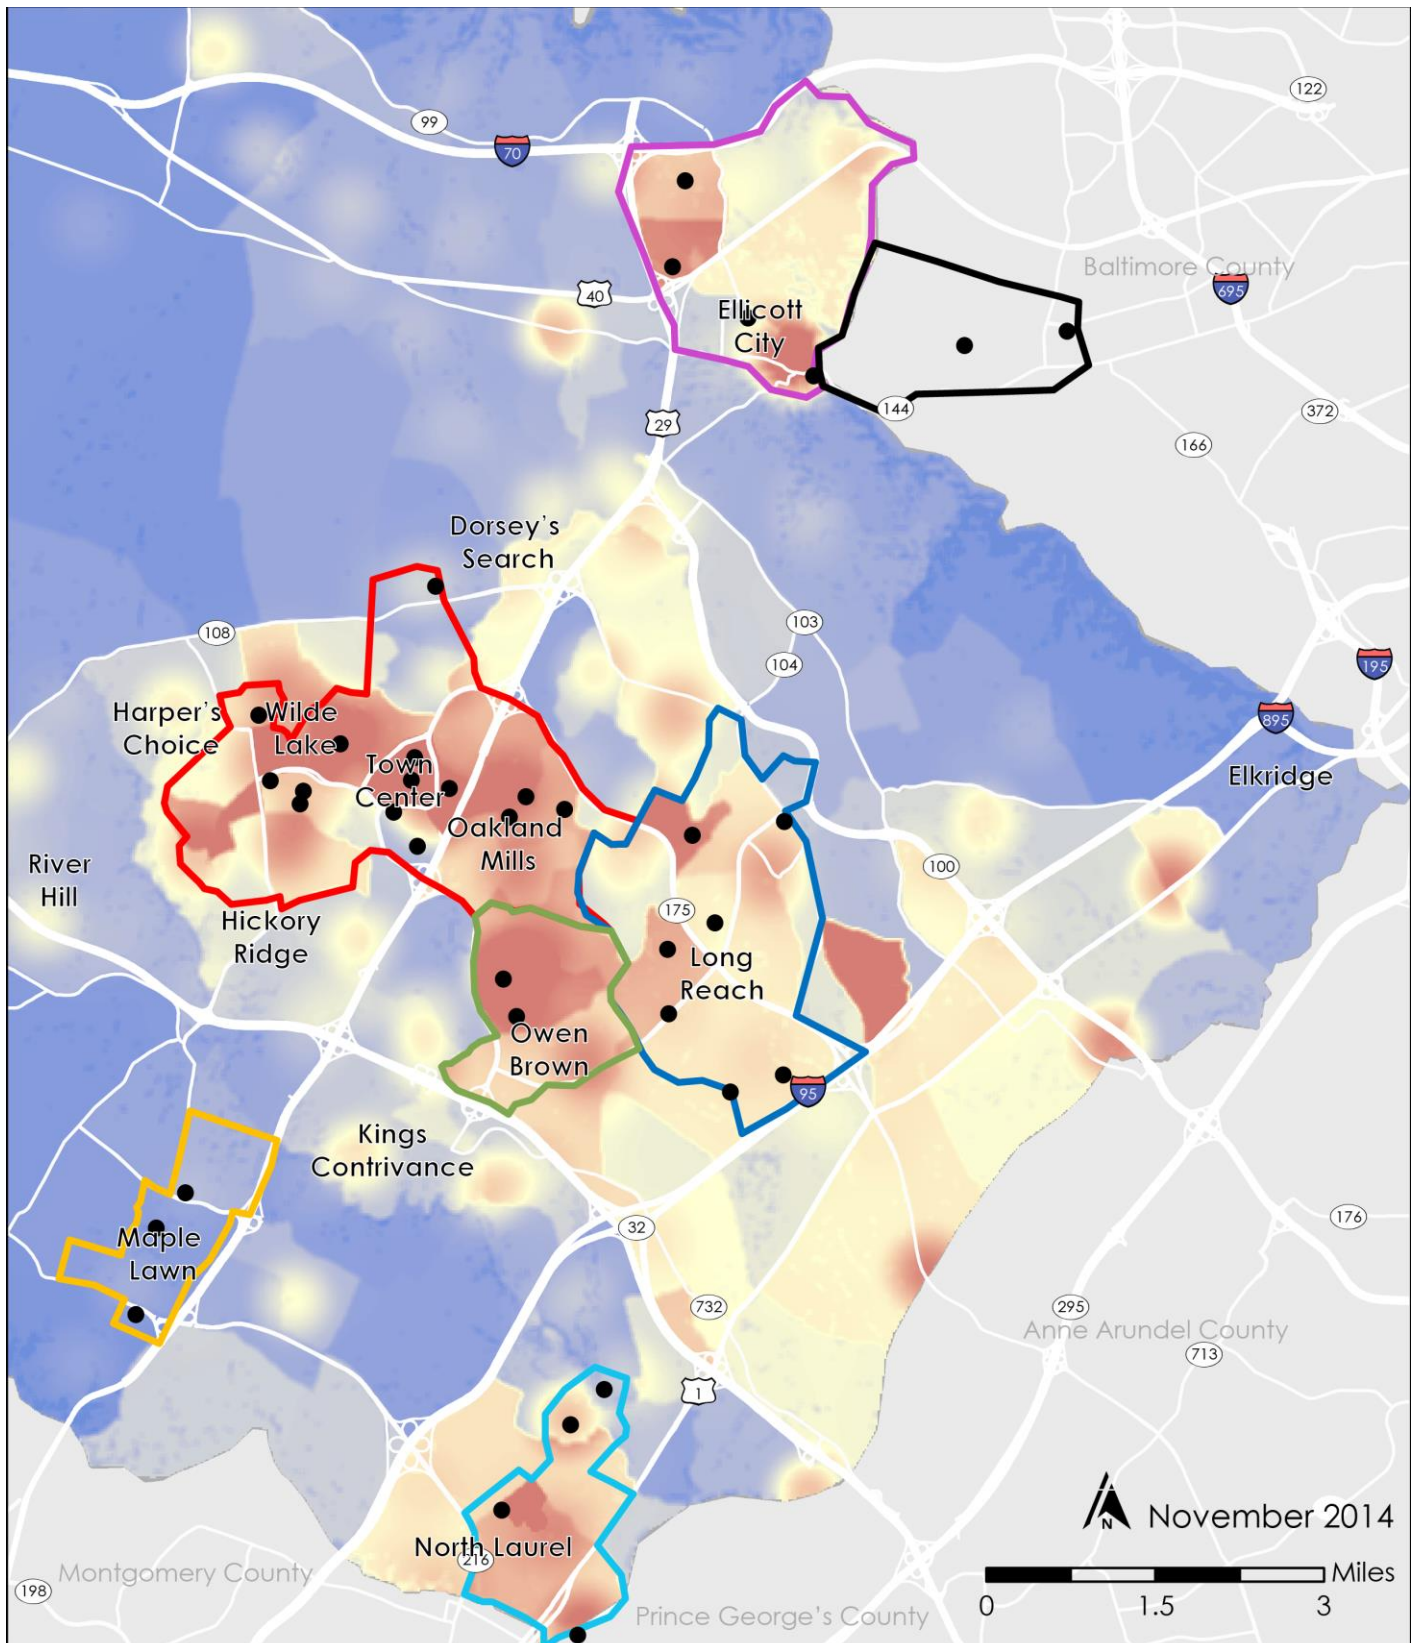 122
99
70
Baltimore County
695
40
Ellicott
City
144
372
29
166
Dorsey's
Search
103
108
104
195
Harper's
Choice
Wilde
Lake
895
Town
Center
Elkridge
Oakland
Mills
River
Hill
100
Hickory
Ridge
175
Long
Reach
Owen
Brown
95
Kings
Contrivance
176
32
Maple
Lawn
732
295
Anne Arundel County
713
1
N
November 2014
North Laurel
216
Montgomery County
Miles
198
0
1.5
3
Prince George's County